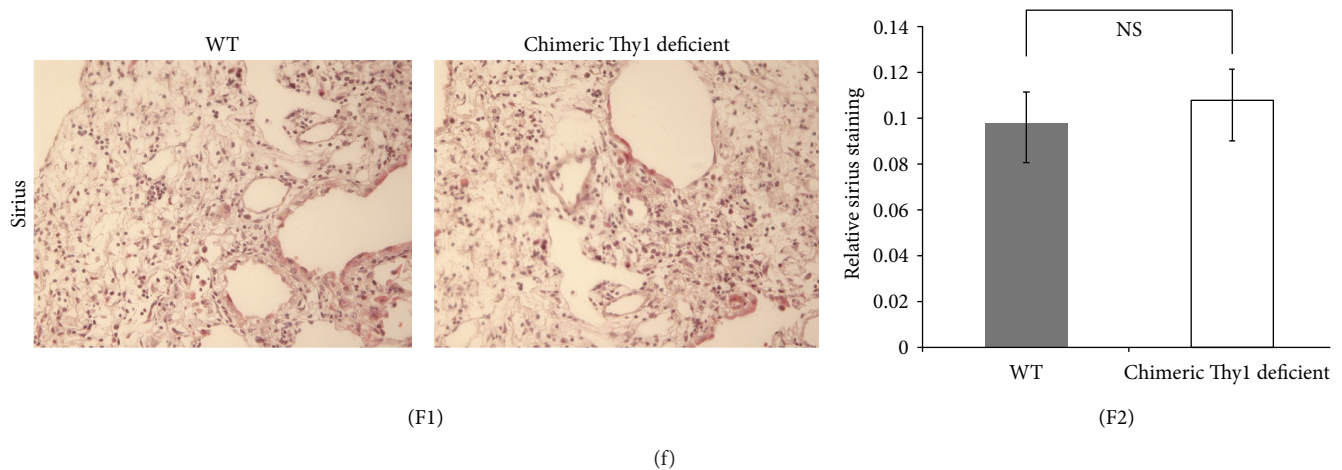 WT
Chimeric Thy1 deficient
Sirius
(F1)
NS
Relative sirius staining
0.14
0.12
0.1
0.08
0.06
0.04
0.02
0
WT
Chimeric Thy1 deficient
(F2)
(f)